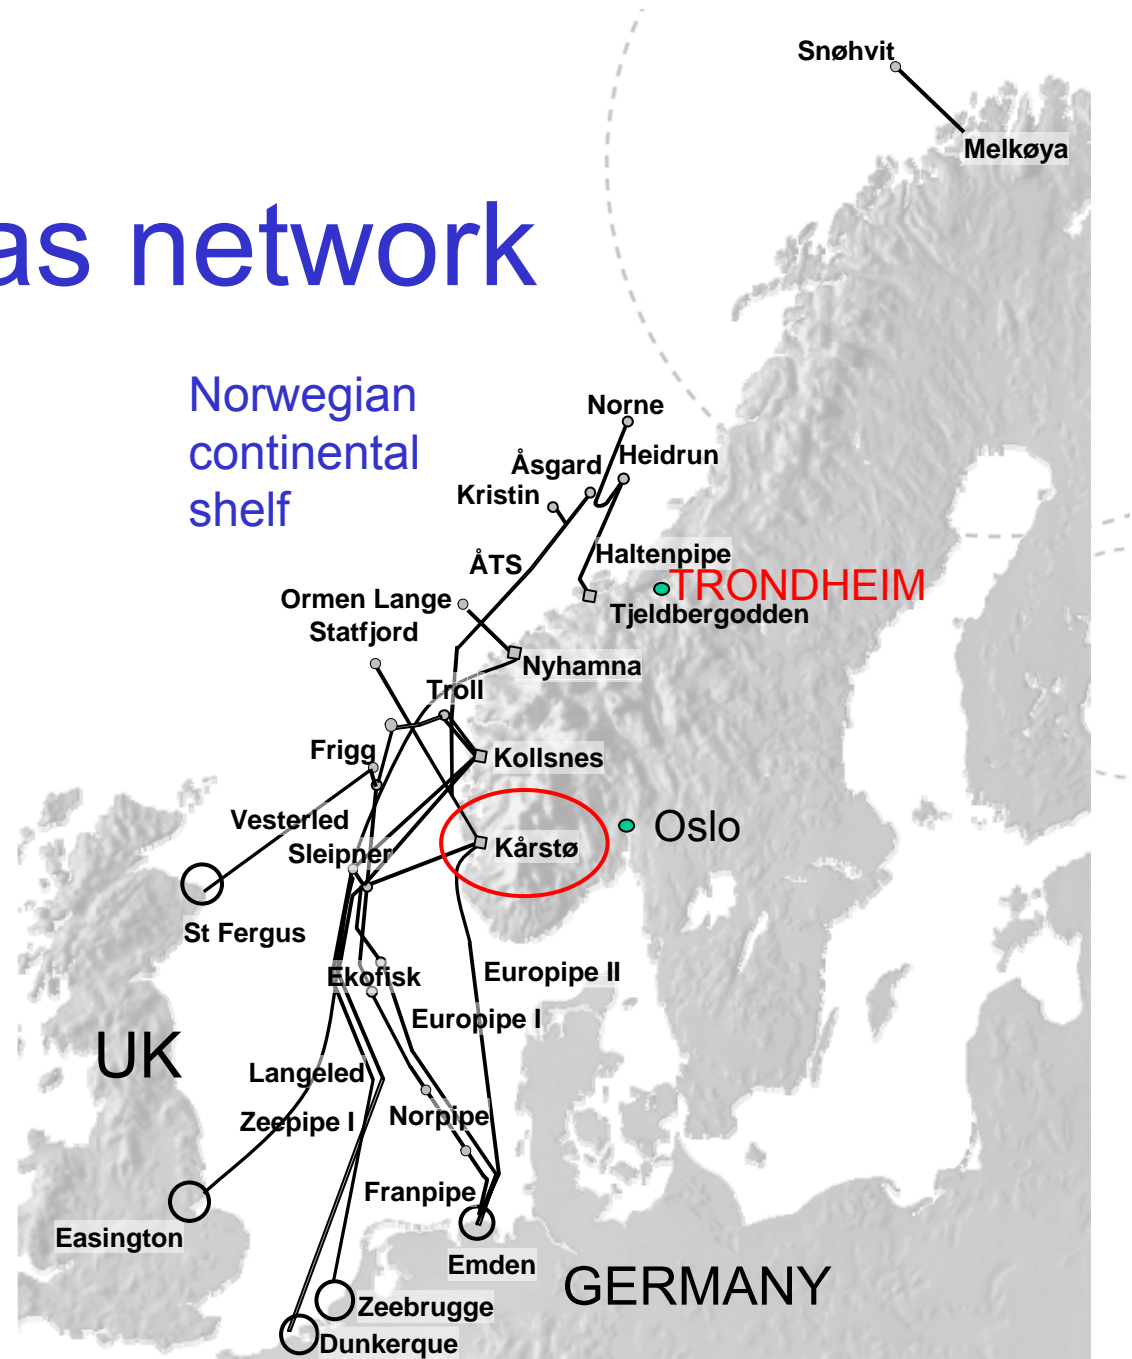 Snøhvit
Melkøya
as network
Norwegian
continental
shelf
Norne
Heidrun
Åsgard
Kristin
Haltenpipe
ÅTS
TRONDHEIM
Ormen Lange
Tjeldbergodden
Statfjord
Nyhamna
Troll
Frigg
Kollsnes
Vesterled
Oslo
Sleipner
Kårstø
St Fergus
Ekofisk
Europipe II
Europipe I
UK
Langeled
Zeepipe I
Norpipe
Franpipe
Easington
Emden
GERMANY
Zeebrugge
Dunkerque